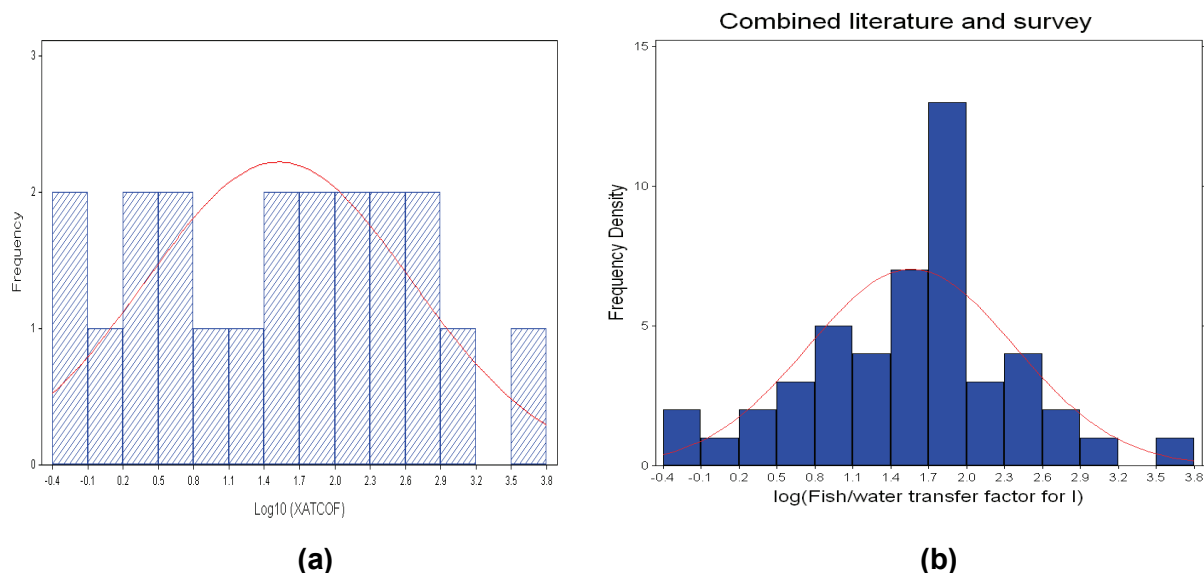 3
2
1
0
Frequency
-0.4 -0.1 0.2 0.5 0.8 1.1 1.4 1.7 2.0 2.3 2.6 2.9 3.2 3.5 3.8
Log10 (XATCOF)
(a)
Combined literature and survey
15
10
5
0
Frequency Density
-0.4 -0.1 0.2 0.5 0.8 1.1 1.4 1.7 2.0 2.3 2.6 2.9 3.2 3.5 3.8
log(Fish/water transfer factor for I)
(b)